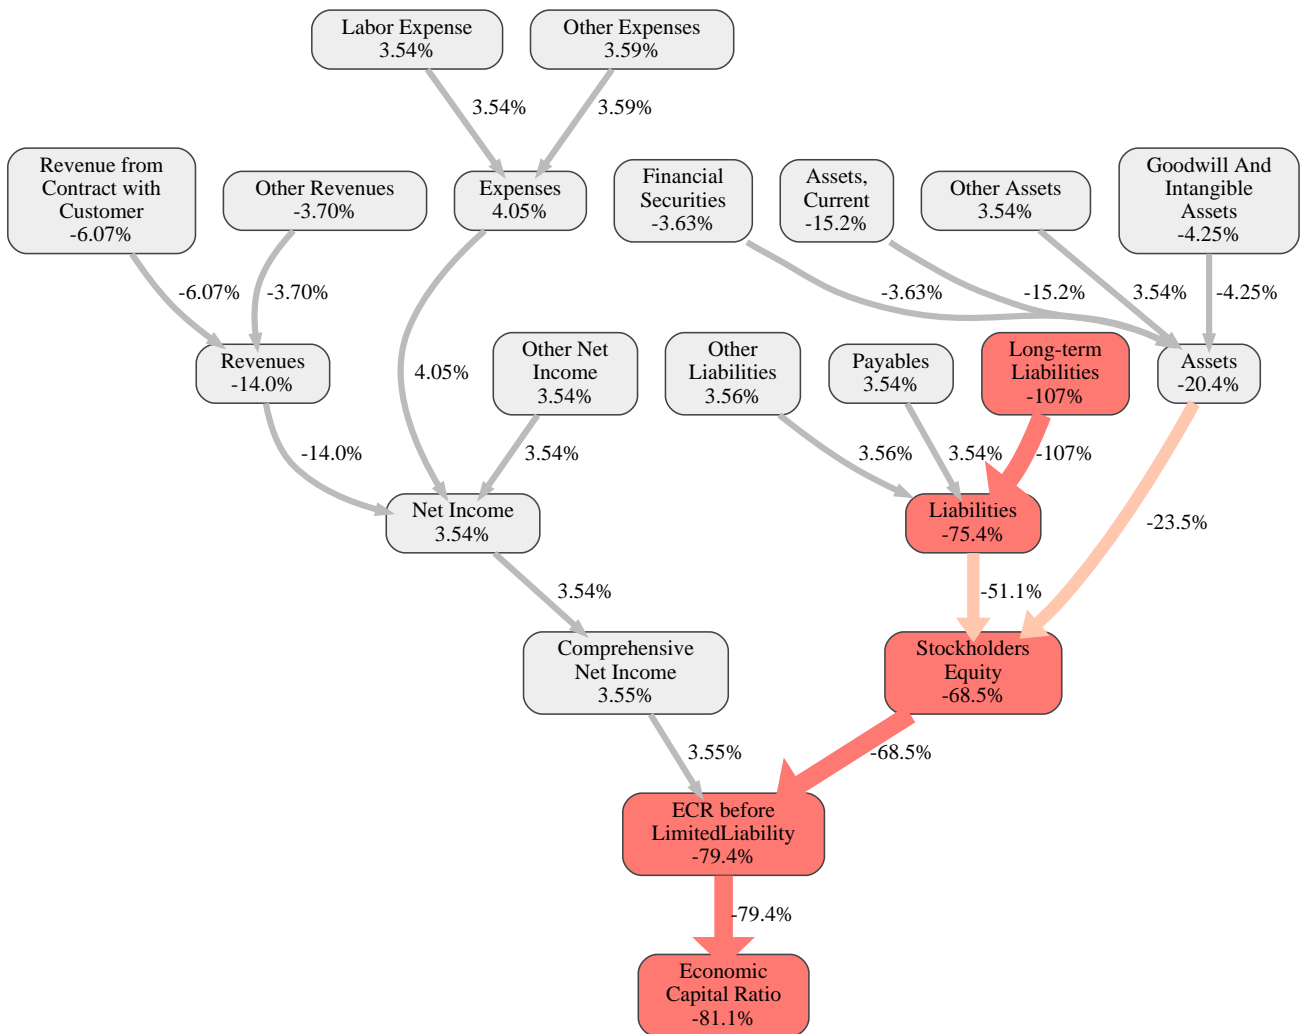 Labor Expense
3.54%
Other Expenses
3.59%
3.54%
3.59%
Revenue from
Contract with
Customer
-6.07%
Other Revenues
-3.70%
Expenses
4.05%
Financial
Securities
-3.63%
Assets,
Current
-15.2%
Other Assets
3.54%
Goodwill And
Intangible
Assets
-4.25%
-6.07%
-3.70%
-3.63%
-15.2%
3.54%
-4.25%
Revenues
-14.0%
4.05%
Other Net
Income
3.54%
Other
Liabilities
3.56%
Payables
3.54%
Long-term
Liabilities
-107%
Assets
-20.4%
-14.0%
3.54%
3.56%
3.54%
-107%
Net Income
3.54%
Liabilities
-75.4%
-23.5%
3.54%
-51.1%
Comprehensive
Net Income
3.55%
Stockholders
Equity
-68.5%
3.55%
-68.5%
ECR before
LimitedLiability
-79.4%
-79.4%
Economic
Capital Ratio
-81.1%